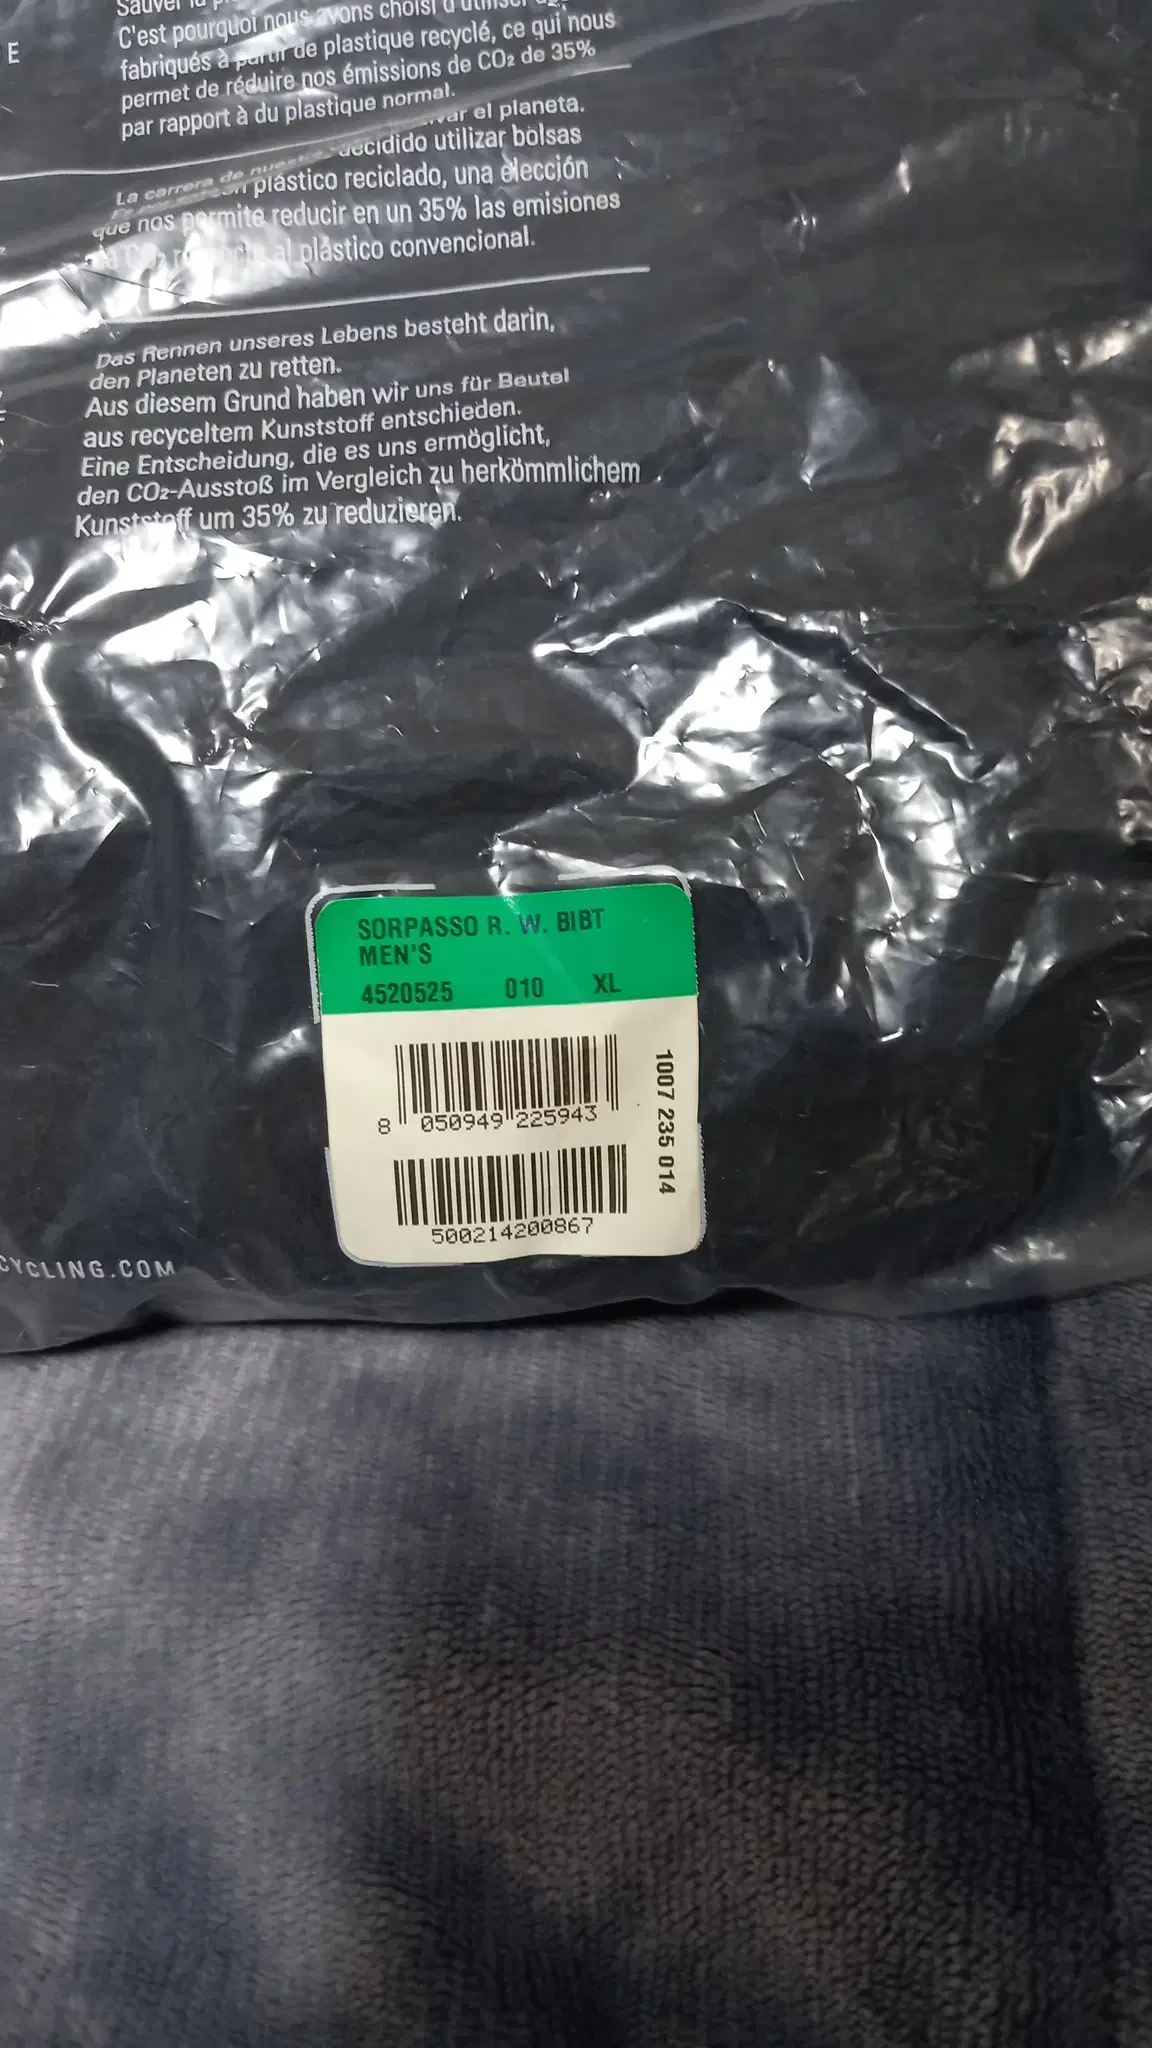 C'est pourquoi nous avons choisi d'utiliser
fabriqués à partir de plastique recyclé, ce qui nous
permet de réduire nos émissions de CO₂ de 35%
par rapport à du plastique normal.
el planeta.
La carrera de
decidido utilizar bolsas
plástico reciclado, una elección
que nos permite reducir en un 35% las emisiones
al plástico convencional.
Das Rennen unseres Lebens besteht darin,
den Planeten zu retten.
Aus diesem Grund haben wir uns für Beutel
aus recyceltem Kunststoff entschieden.
Eine Entscheidung, die es uns ermöglicht,
den CO₂-Ausstoß im Vergleich zu herkömmlichem
Kunststoff um 35% zu reduzieren.
SORPASSO R. W. BIBT
MEN'S
4520525 010 XL
8 050949 225943
1007 235 014
500214200867
CYCLING.COM